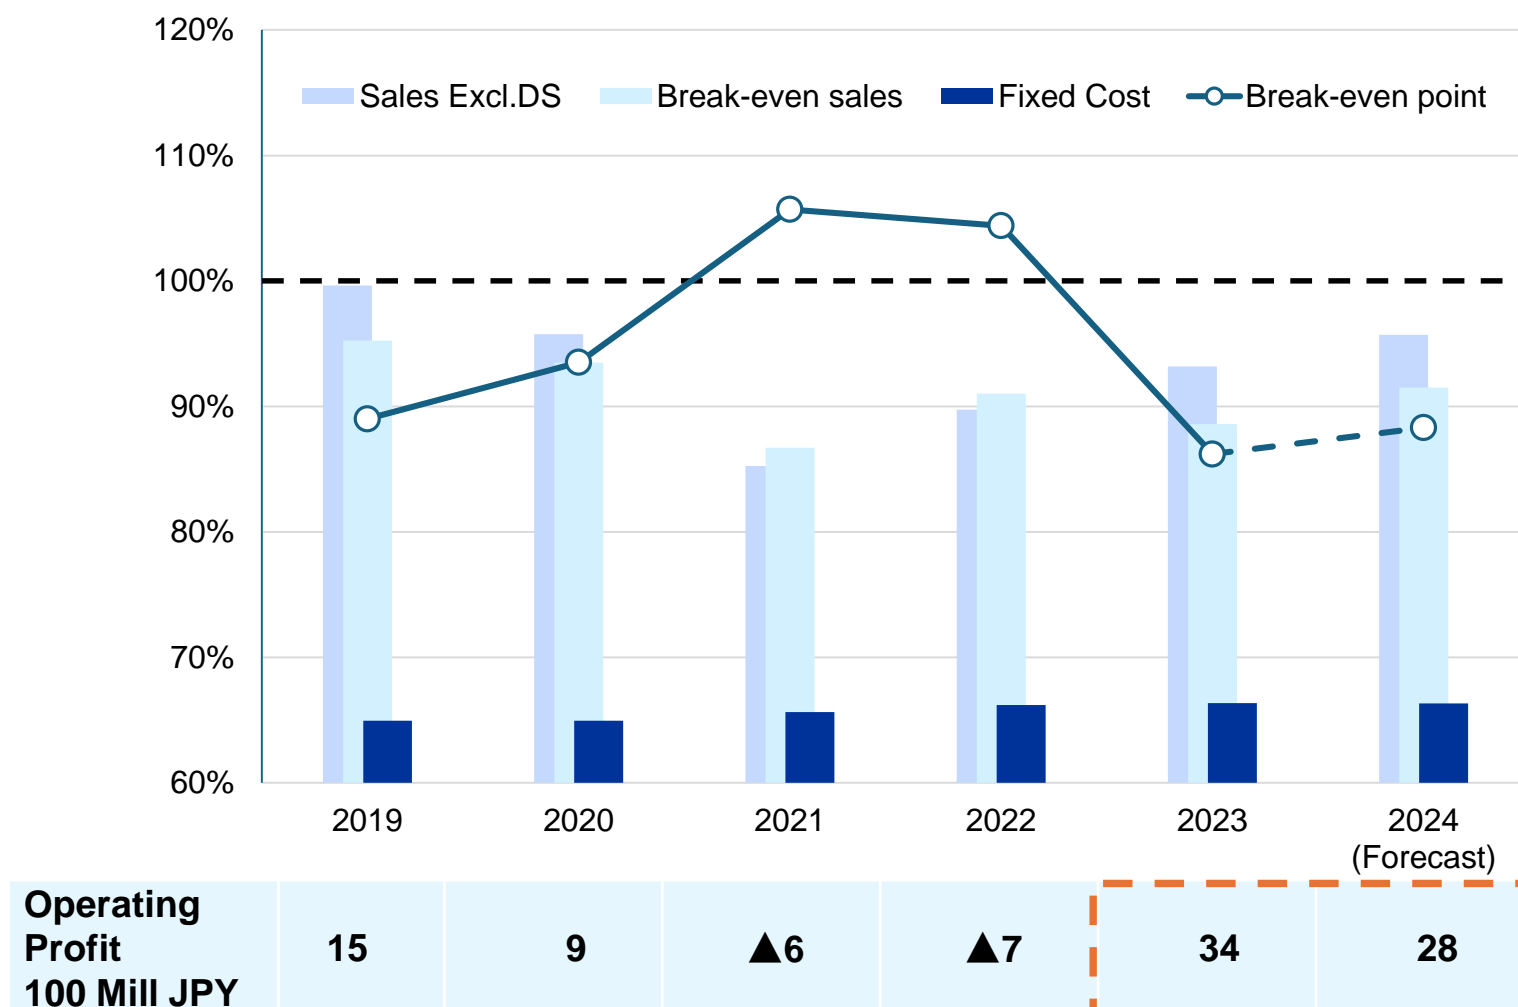 120%
Sales Excl.DS Break-even sales Fixed Cost Break-even point
110%
100%
90%
80%
70%
60%
2019 2020 2021 2022 2023 2024
(Forecast)
Operating
Profit
100 Mill JPY
15 9 ▲6 ▲7 34 28